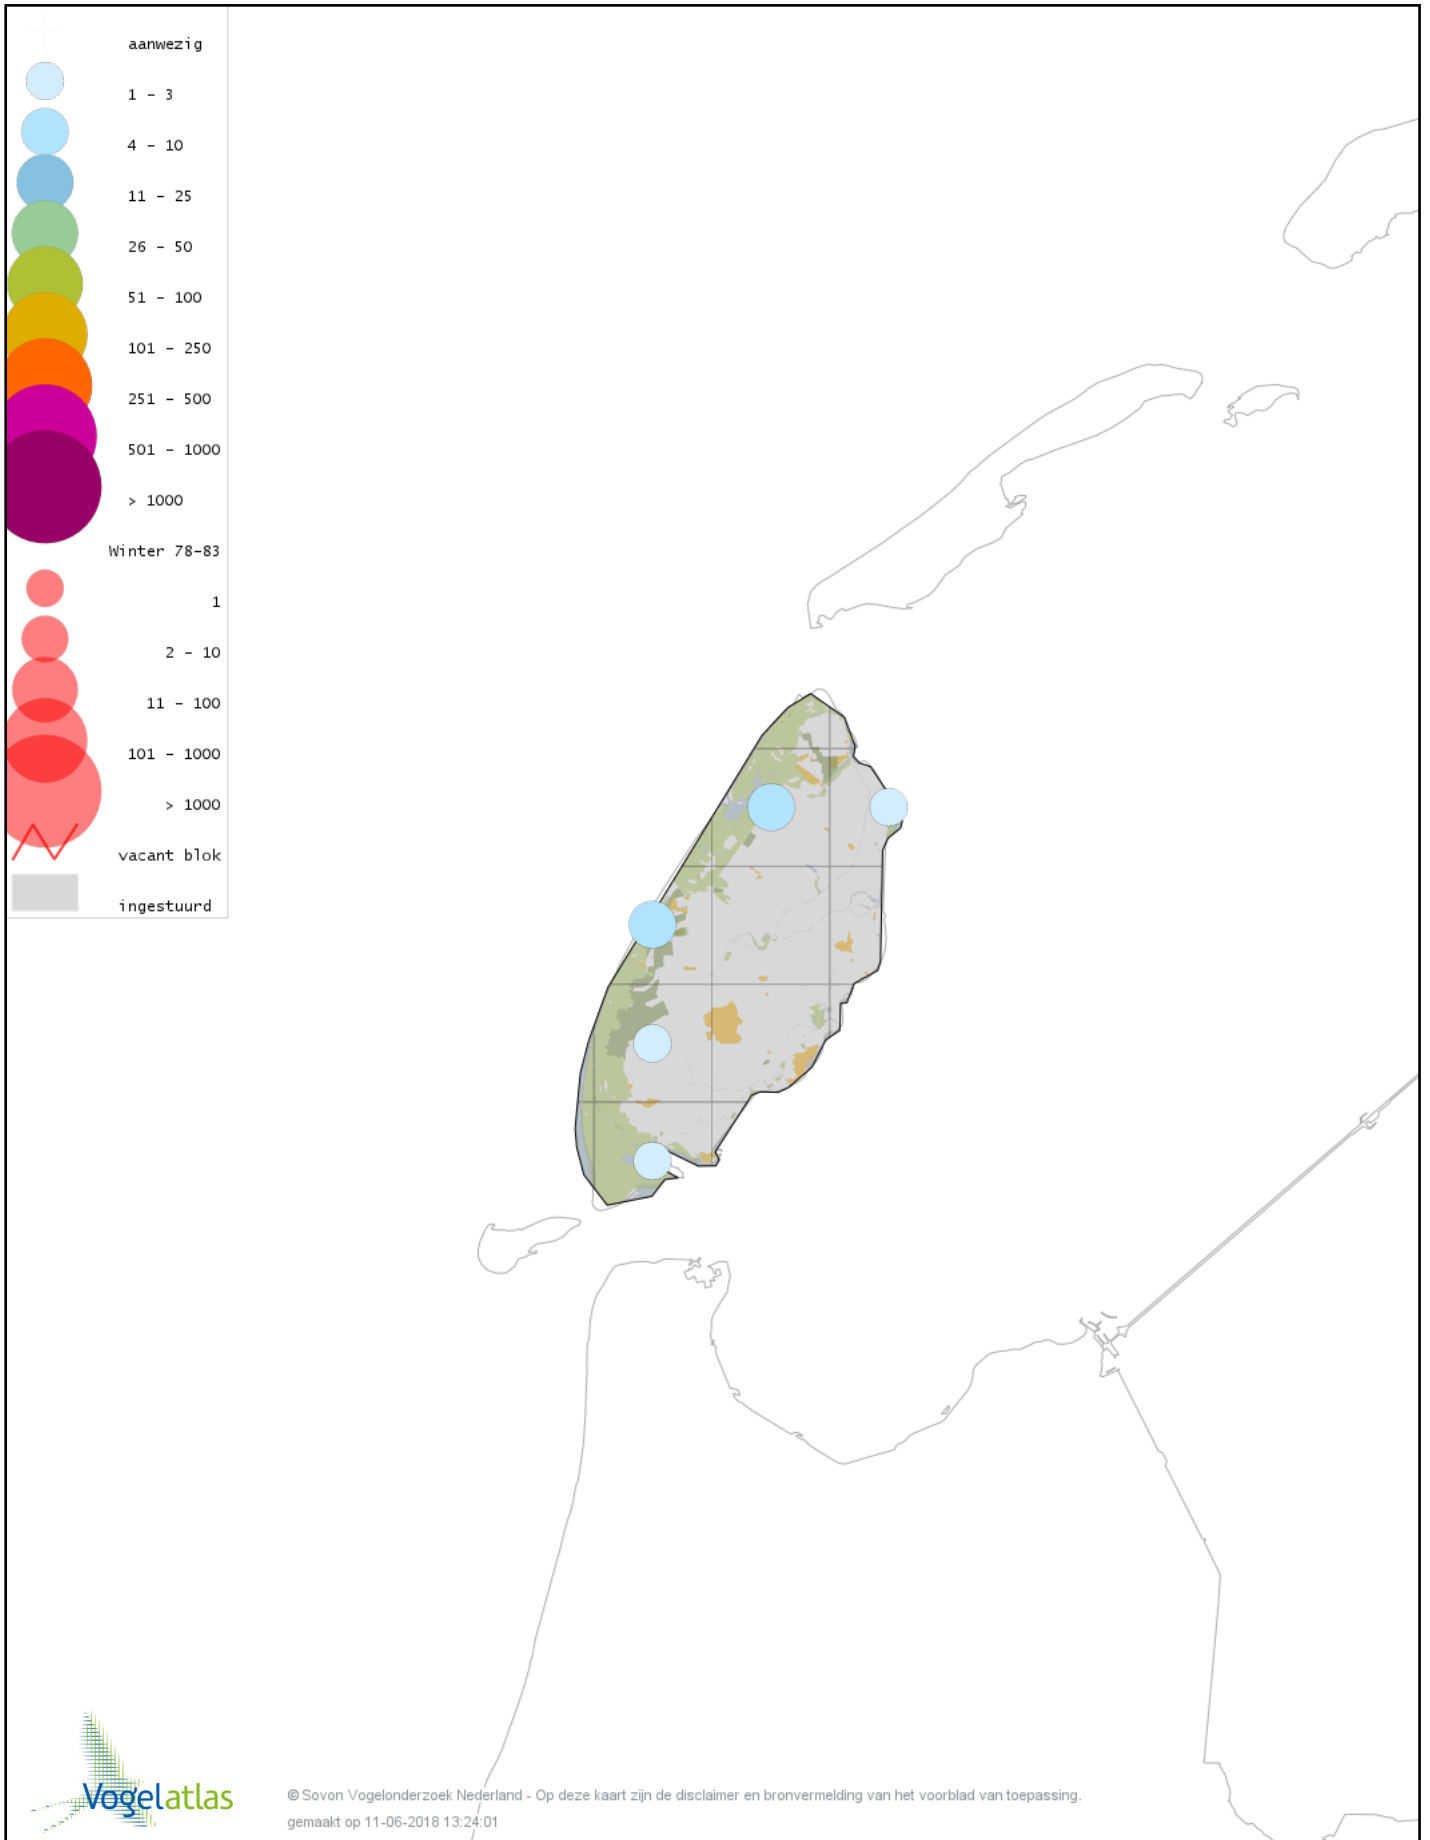 aanwezig
1 - 3
4 - 10
11 - 25
26 - 50
51 - 100
101 - 250
251 - 500
501 - 1000
> 1000
Winter 78-83
1
2 - 10
11 - 100
101 - 1000
> 1000
vacant blok
ingestuurd
Vogelatlas
© Sovon Vogelonderzoek Nederland - Op deze kaart zijn de disclaimer en bronvermelding van het voorblad van toepassing.
gemaakt op 11-06-2018 13:24:01